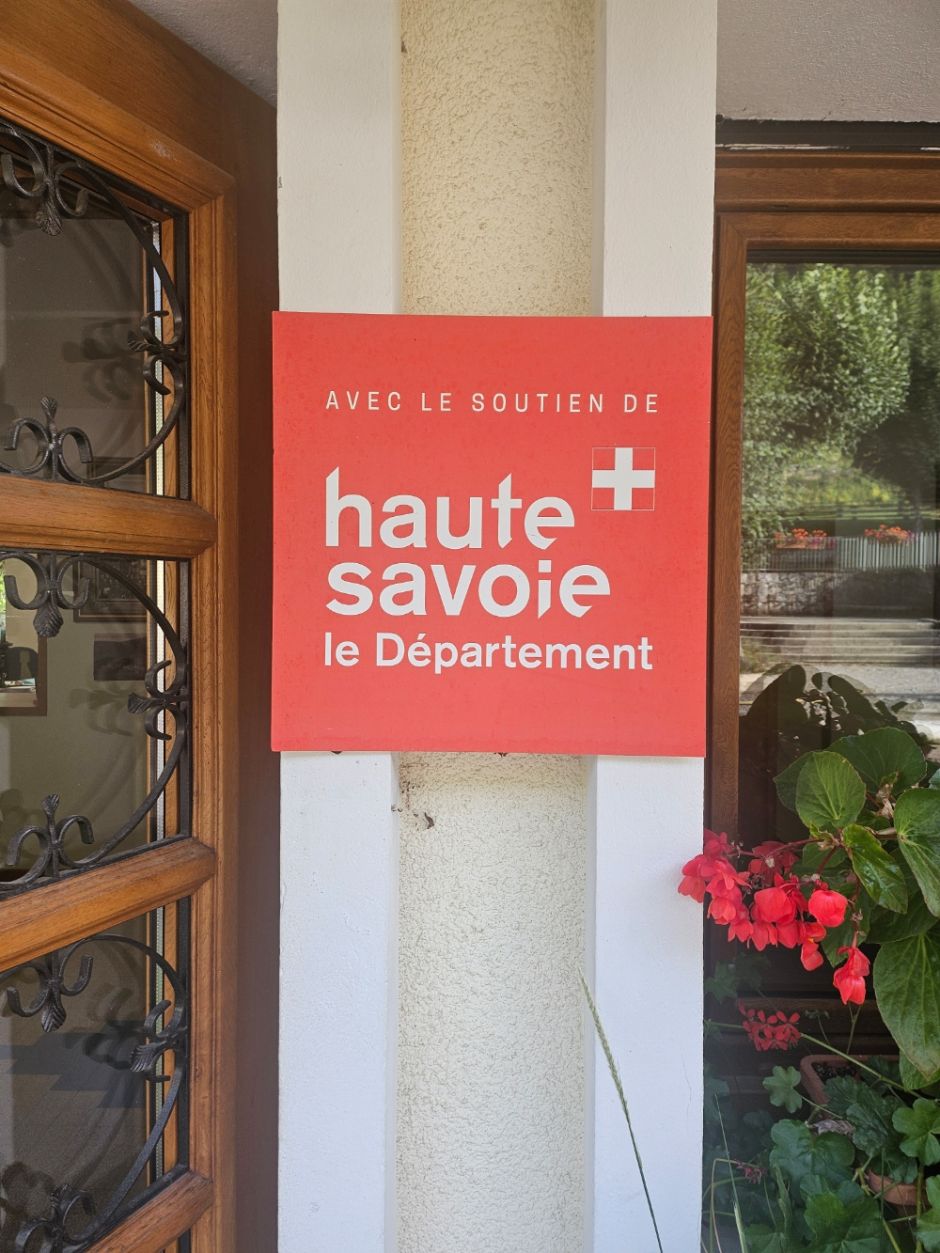 AVEC LE SOUTIEN DE
haute
savoie
le Département